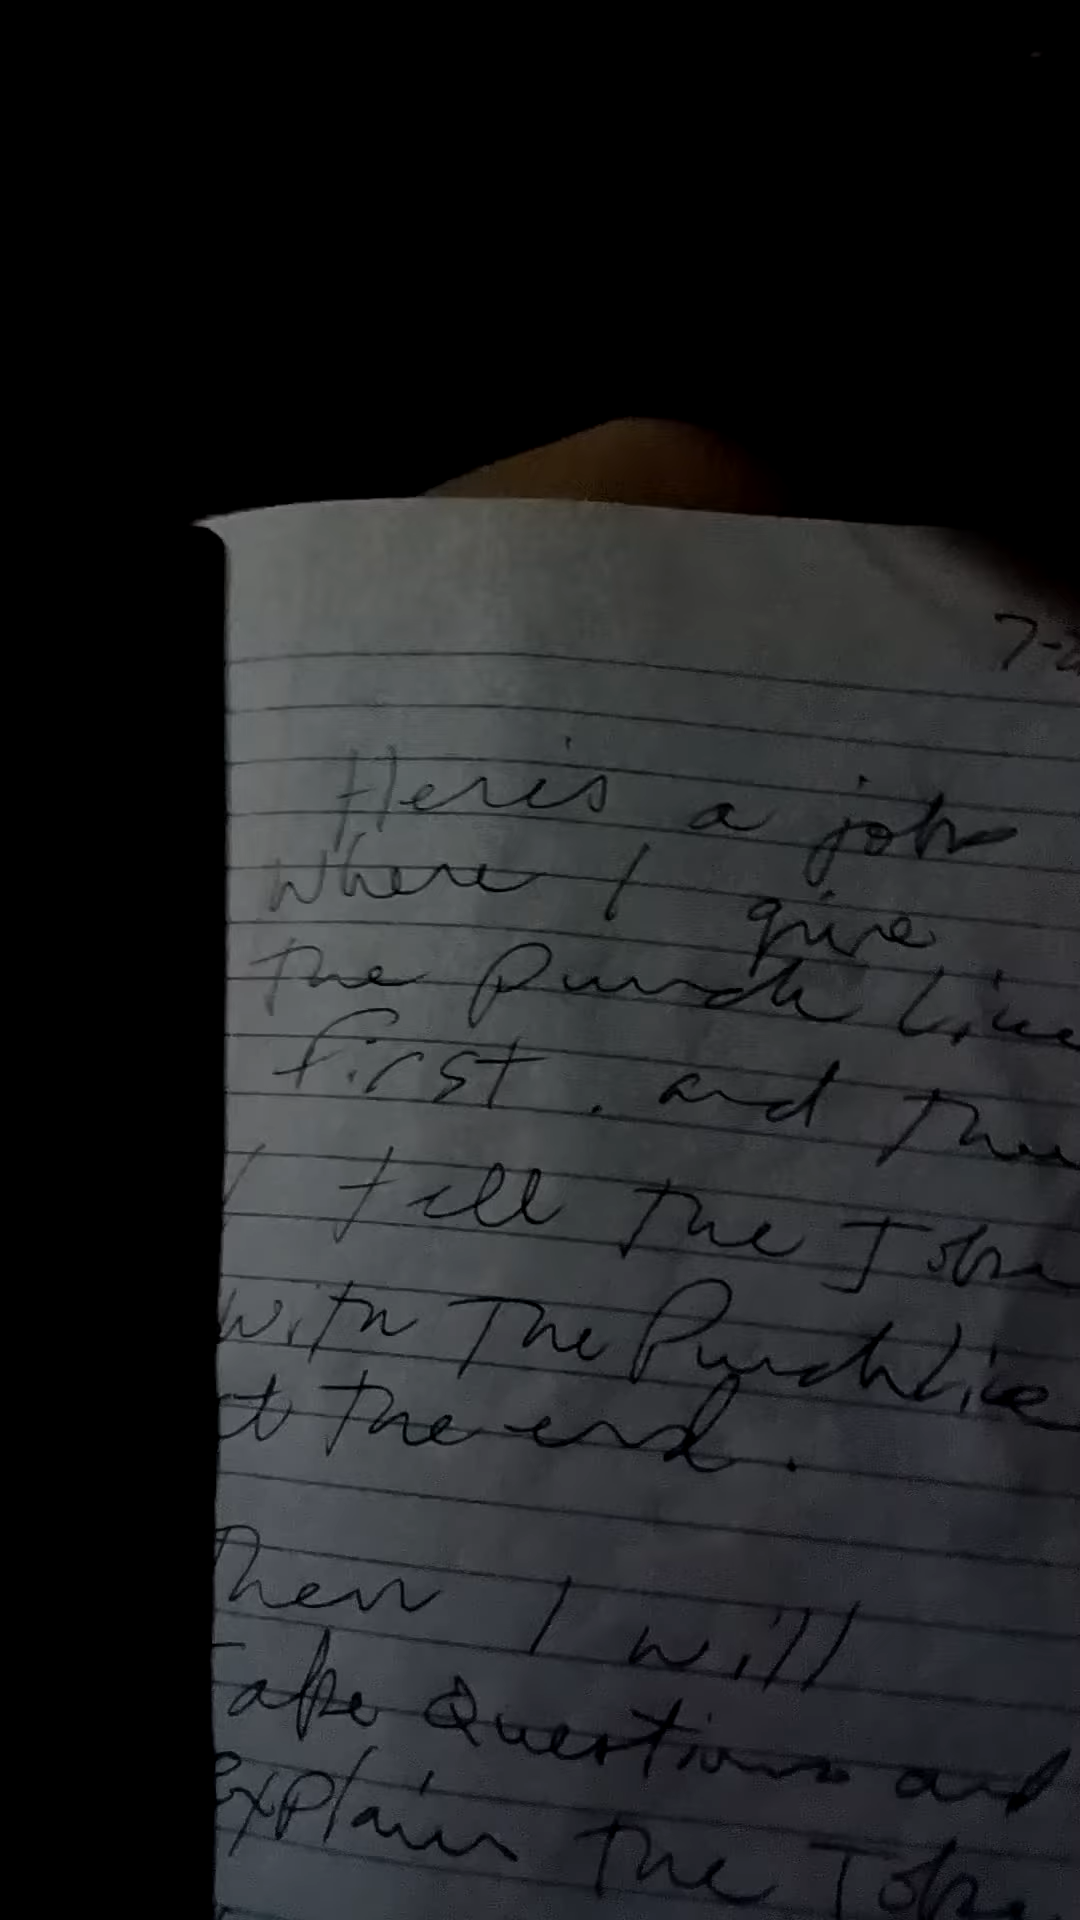 7-2
Here's a joke
where I give
the punch line
first. and then
I tell the Joke
with The Punchline
at the end.
Then I will
Take Questions and
Explain the Joke